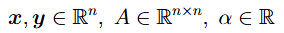 x, y ∈ ℝⁿ, A ∈ ℝⁿˣⁿ, α ∈ ℝ